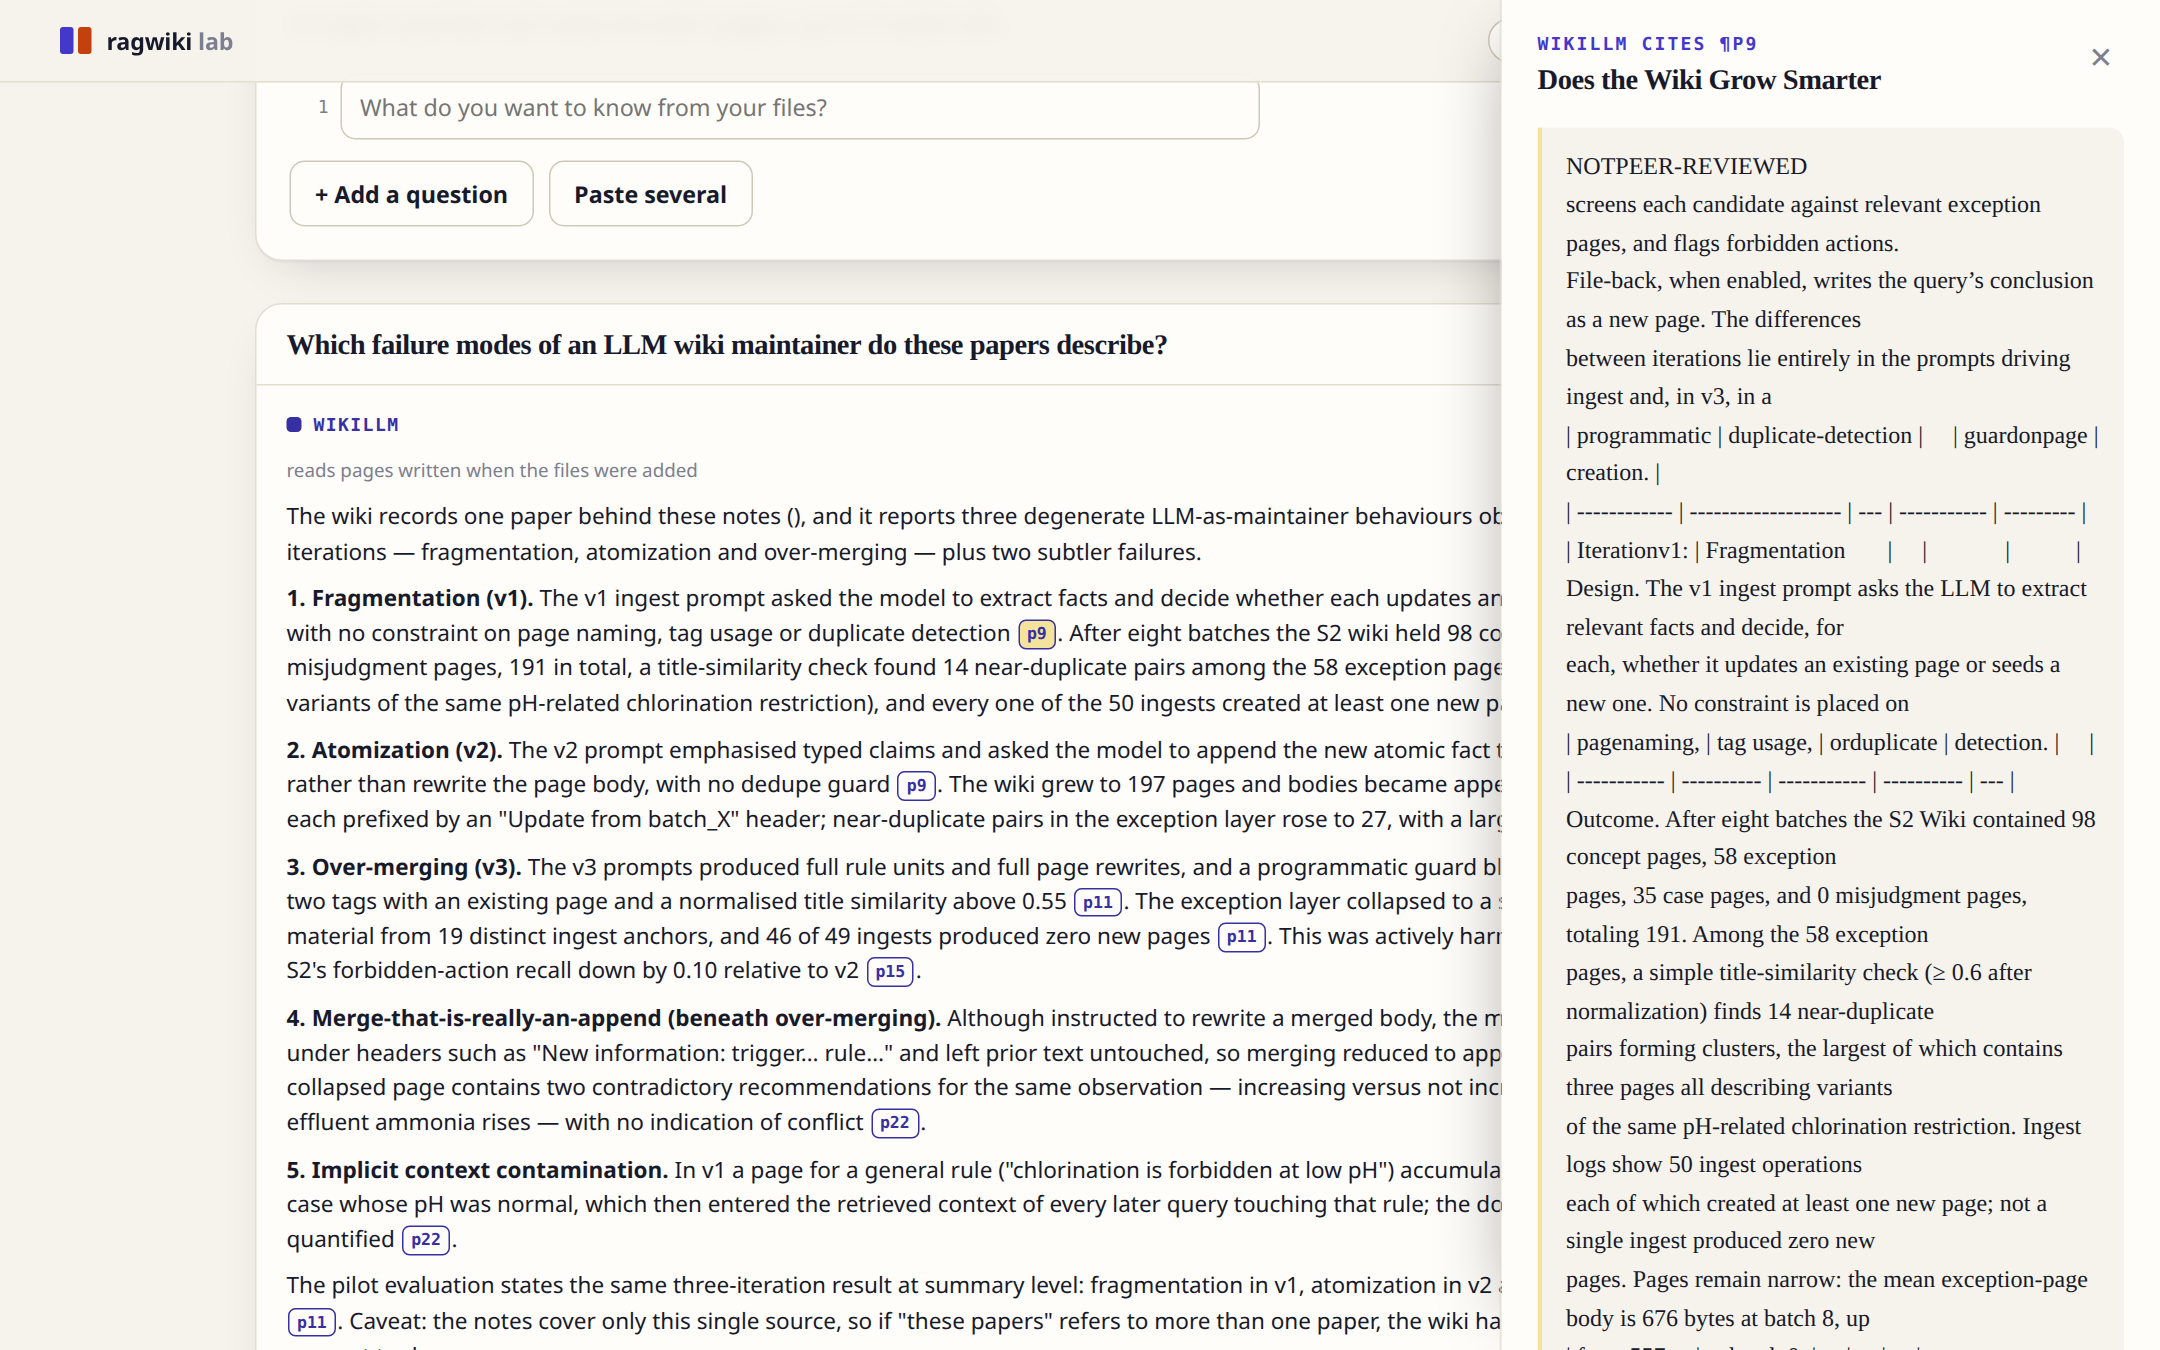 ragwiki lab
1 What do you want to know from your files?
+ Add a question
Paste several
Which failure modes of an LLM wiki maintainer do these papers describe?
WIKILLM
reads pages written when the files were added
The wiki records one paper behind these notes (), and it reports three degenerate LLM-as-maintainer behaviours
iterations — fragmentation, atomization and over-merging — plus two subtler failures.
1. Fragmentation (v1). The v1 ingest prompt asked the model to extract facts and decide whether each updates
with no constraint on page naming, tag usage or duplicate detection p9. After eight batches the S2 wiki held 98
misjudgment pages, 191 in total, a title-similarity check found 14 near-duplicate pairs among the 58 exception
variants of the same pH-related chlorination restriction), and every one of the 50 ingests created at least one new
2. Atomization (v2). The v2 prompt emphasised typed claims and asked the model to append the new atomic fact
rather than rewrite the page body, with no dedupe guard p9. The wiki grew to 197 pages and bodies became
each prefixed by an "Update from batch_X" header; near-duplicate pairs in the exception layer rose to 27, with a
3. Over-merging (v3). The v3 prompts produced full rule units and full page rewrites, and a programmatic guard
two tags with an existing page and a normalised title similarity above 0.55 p11. The exception layer collapsed to a
material from 19 distinct ingest anchors, and 46 of 49 ingests produced zero new pages p11. This was actively
S2's forbidden-action recall down by 0.10 relative to v2 p15.
4. Merge-that-is-really-an-append (beneath over-merging). Although instructed to rewrite a merged body, the
under headers such as "New information: trigger... rule..." and left prior text untouched, so merging reduced to
collapsed page contains two contradictory recommendations for the same observation — increasing versus not
effluent ammonia rises — with no indication of conflict p22.
5. Implicit context contamination. In v1 a page for a general rule ("chlorination is forbidden at low pH")
case whose pH was normal, which then entered the retrieved context of every later query touching that rule; the
quantified p22.
The pilot evaluation states the same three-iteration result at summary level: fragmentation in v1, atomization in v2
p11. Caveat: the notes cover only this single source, so if "these papers" refers to more than one paper, the wiki
WIKILLM CITES ¶P9
Does the Wiki Grow Smarter
✕
NOTPEER-REVIEWED
screens each candidate against relevant exception
pages, and flags forbidden actions.
File-back, when enabled, writes the query’s conclusion
as a new page. The differences
between iterations lie entirely in the prompts driving
ingest and, in v3, in a
| programmatic | duplicate-detection | | guardonpage |
creation. |
| ------------ | ------------------- | --- | ----------- | --------- |
| Iterationv1: | Fragmentation | | | |
Design. The v1 ingest prompt asks the LLM to extract
relevant facts and decide, for
each, whether it updates an existing page or seeds a
new one. No constraint is placed on
| pagenaming, | tag usage, | orduplicate | detection. | |
| ----------- | ---------- | ----------- | ---------- | --- |
Outcome. After eight batches the S2 Wiki contained 98
concept pages, 58 exception
pages, 35 case pages, and 0 misjudgment pages,
totaling 191. Among the 58 exception
pages, a simple title-similarity check (≥ 0.6 after
normalization) finds 14 near-duplicate
pairs forming clusters, the largest of which contains
three pages all describing variants
of the same pH-related chlorination restriction. Ingest
logs show 50 ingest operations
each of which created at least one new page; not a
single ingest produced zero new
pages. Pages remain narrow: the mean exception-page
body is 676 bytes at batch 8, up